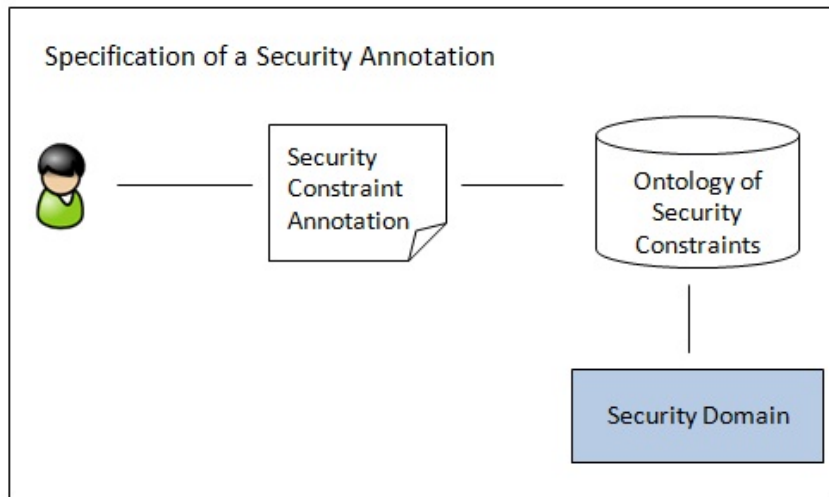 Specification of a Security Annotation
Security
Constraint
Annotation
Ontology of
Security
Constraints
Security Domain